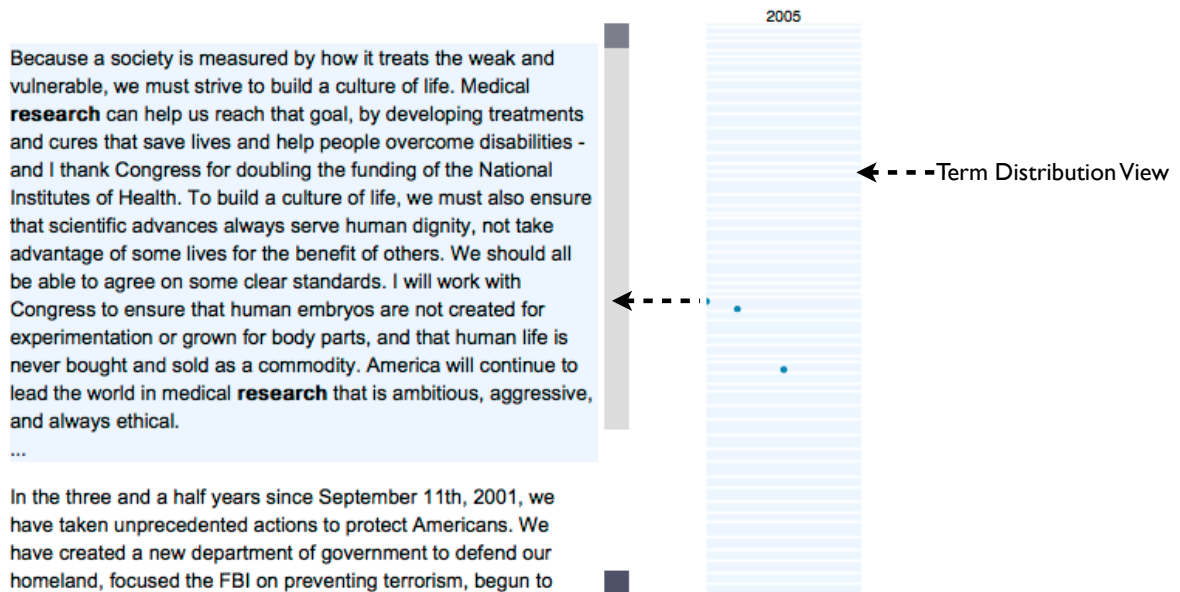 2005
Because a society is measured by how it treats the weak and
vulnerable, we must strive to build a culture of life. Medical
research can help us reach that goal, by developing treatments
and cures that save lives and help people overcome disabilities -
and I thank Congress for doubling the funding of the National
Institutes of Health. To build a culture of life, we must also ensure
that scientific advances always serve human dignity, not take
advantage of some lives for the benefit of others. We should all
be able to agree on some clear standards. I will work with
Congress to ensure that human embryos are not created for
experimentation or grown for body parts, and that human life is
never bought and sold as a commodity. America will continue to
lead the world in medical research that is ambitious, aggressive,
and always ethical.
...
In the three and a half years since September 11th, 2001, we
have taken unprecedented actions to protect Americans. We
have created a new department of government to defend our
homeland, focused the FBI on preventing terrorism, begun to
Term Distribution View